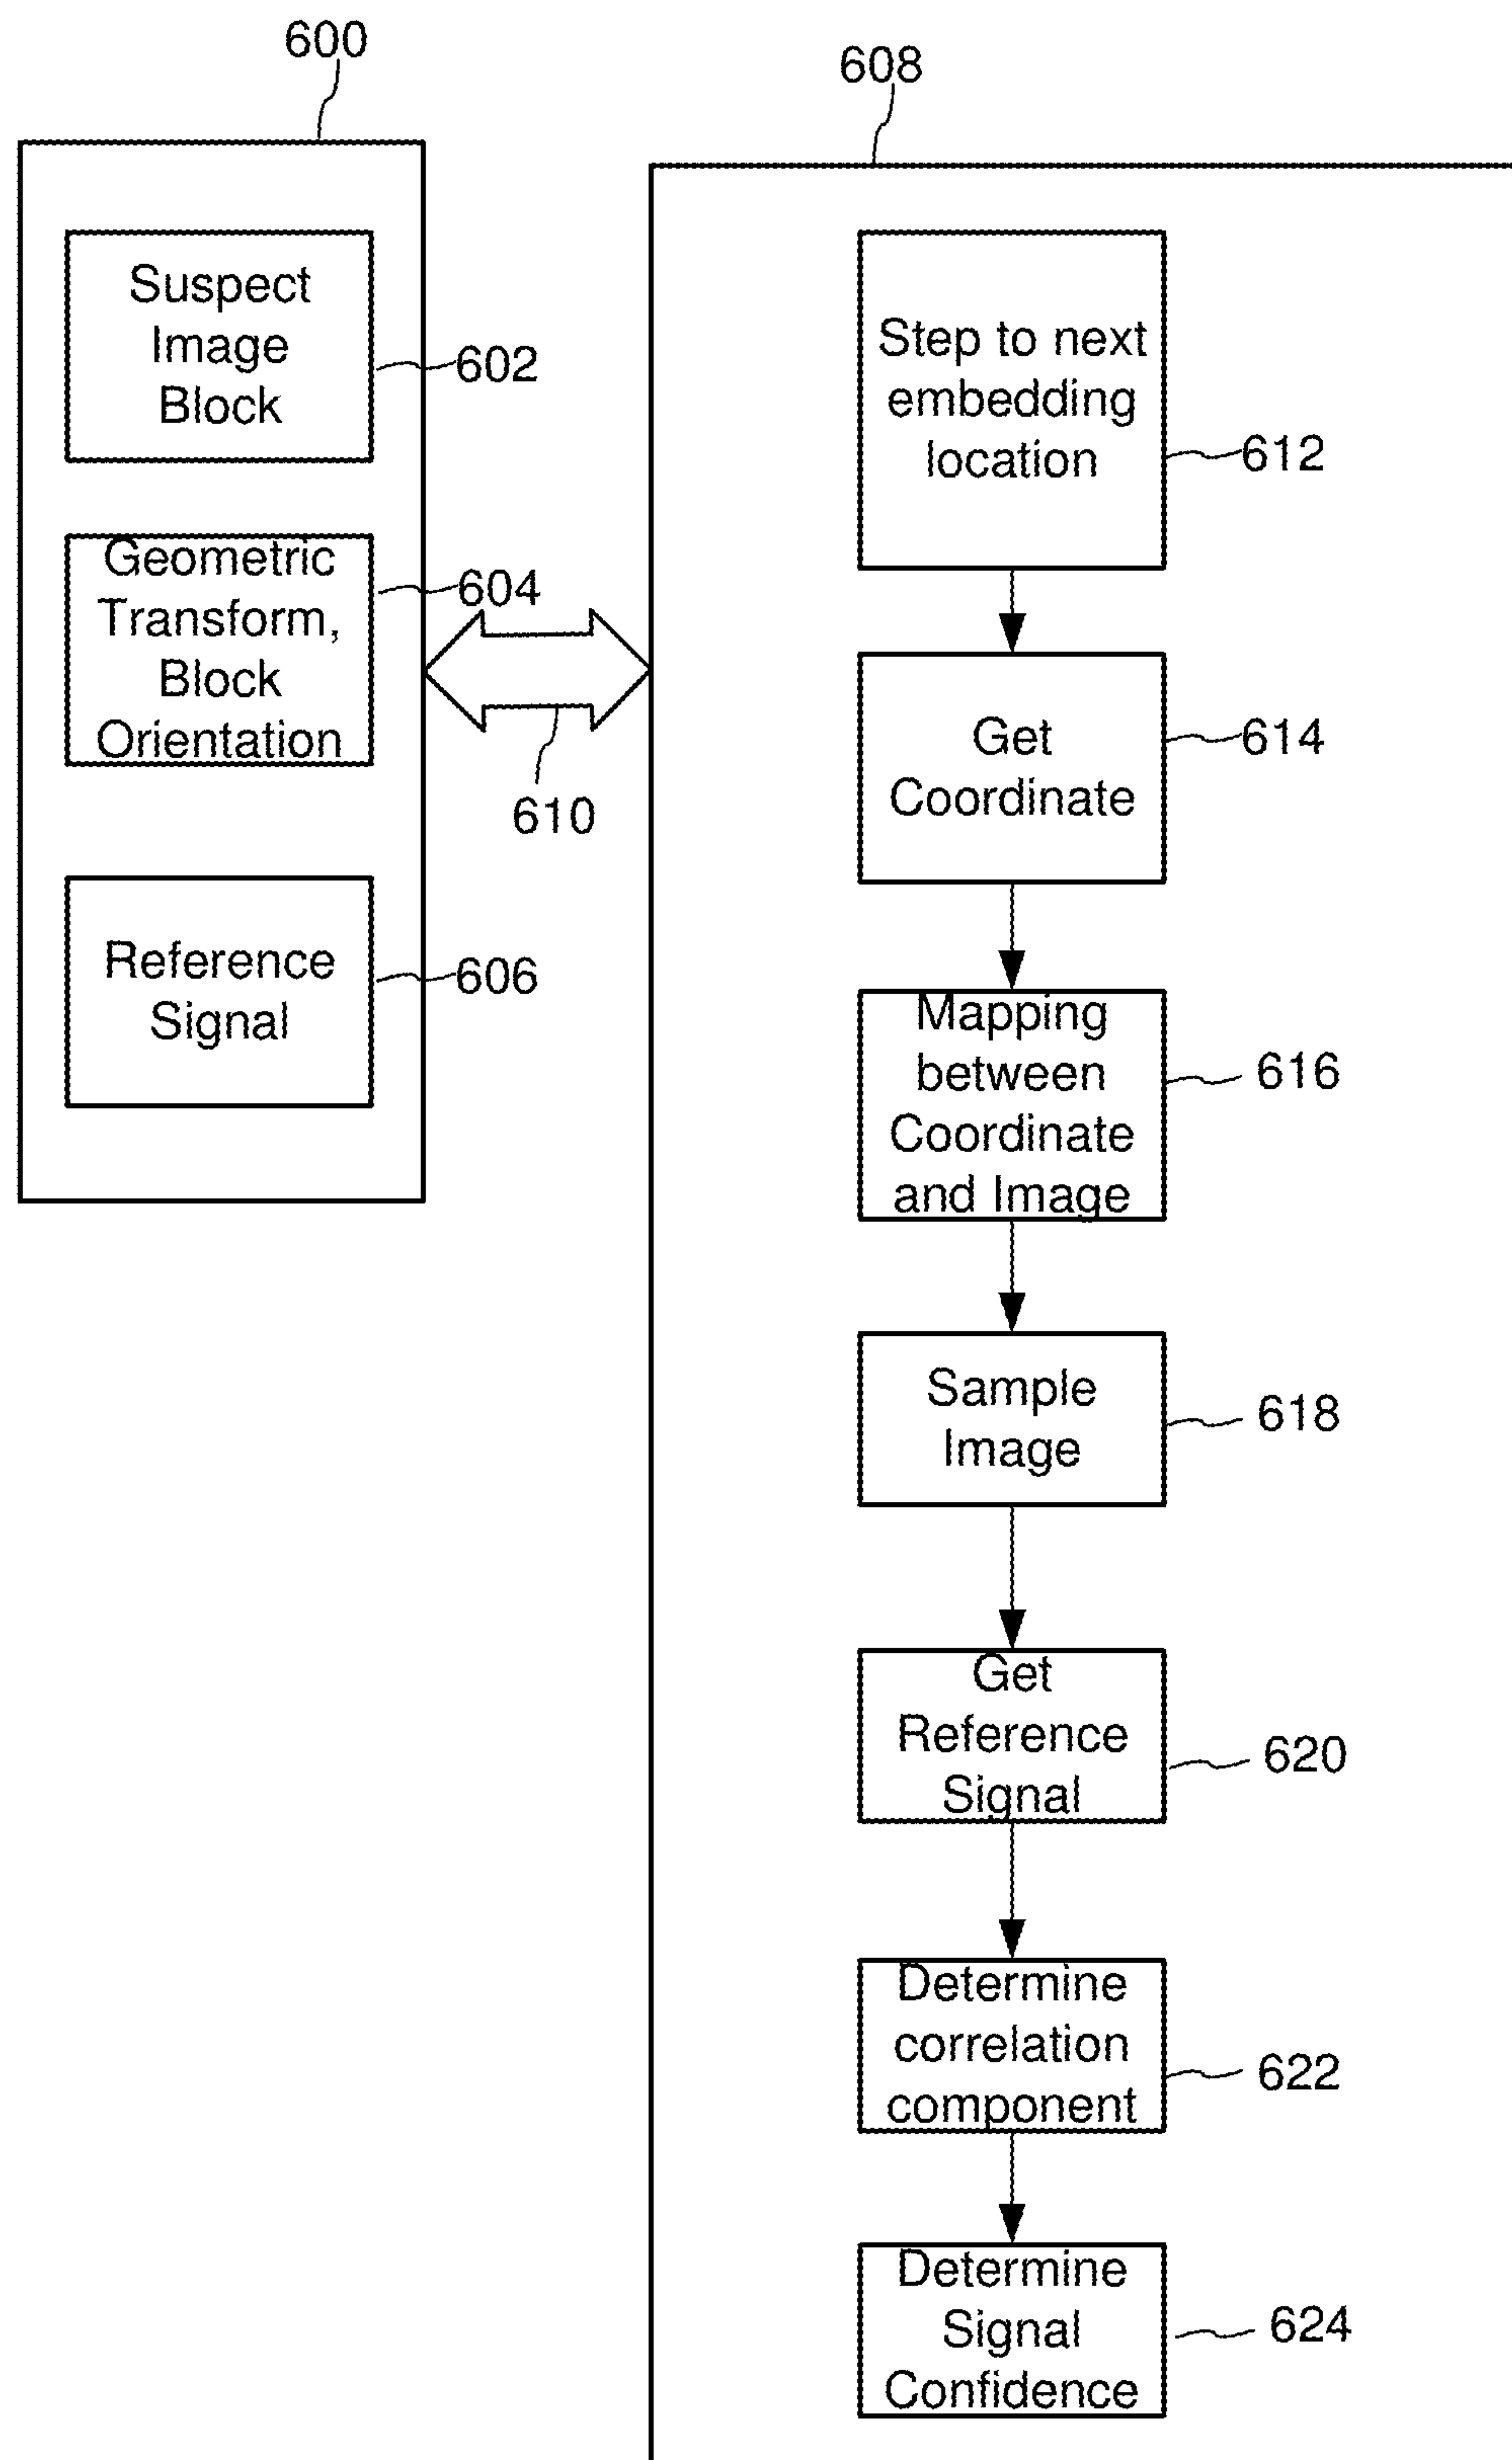 600
608
Suspect
Image
Block
602
Geometric
Transform,
Block
Orientation
604
610
Reference
Signal
606
Step to next
embedding
location
612
Get
Coordinate
614
Mapping
between
Coordinate
and Image
616
Sample
Image
618
Get
Reference
Signal
620
Determine
correlation
component
622
Determine
Signal
Confidence
624